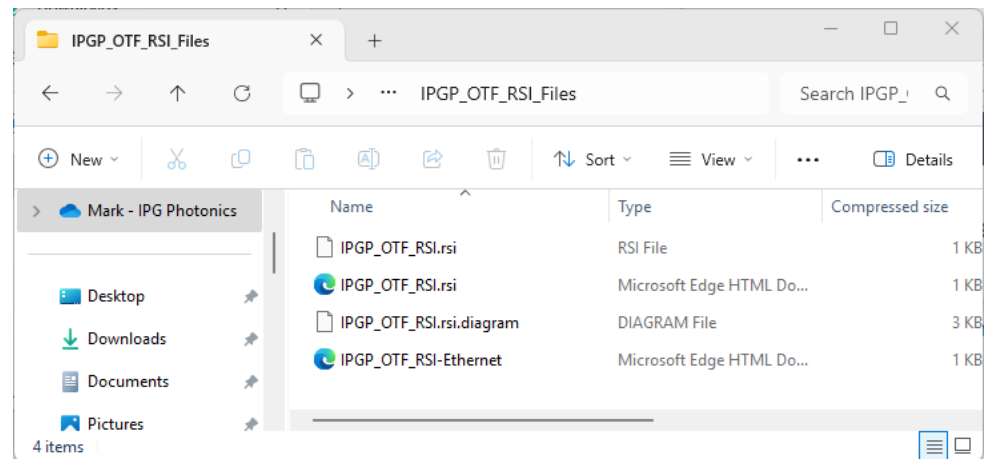 IPGP_OTF_RSI_Files
IPGP_OTF_RSI_Files
Search IPGP_
New
Sort
View
Details
Mark - IPG Photonics
Desktop
Downloads
Documents
Pictures
Name Type Compressed size
IPGP_OTF_RSI.rsi RSI File 1 KB
IPGP_OTF_RSI.rsi Microsoft Edge HTML Do... 1 KB
IPGP_OTF_RSI.rsi.diagram DIAGRAM File 3 KB
IPGP_OTF_RSI-Ethernet Microsoft Edge HTML Do... 1 KB
4 items